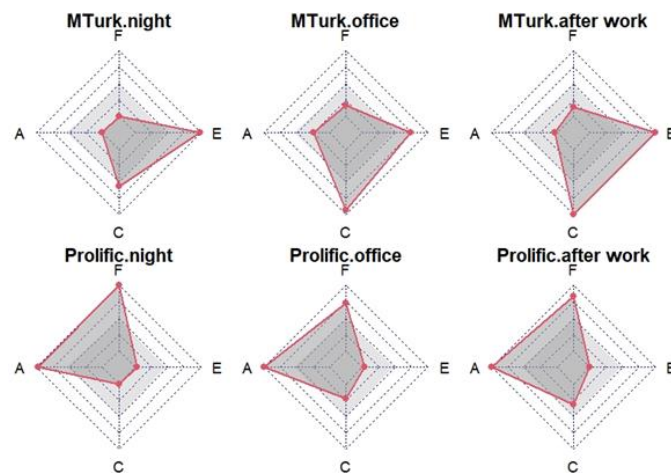 MTurk.night MTurk.office MTurk.after work
F F F
A E A E A E
C C C
Prolific.night Prolific.office Prolific.after work
F F F
A E A E A E
C C C